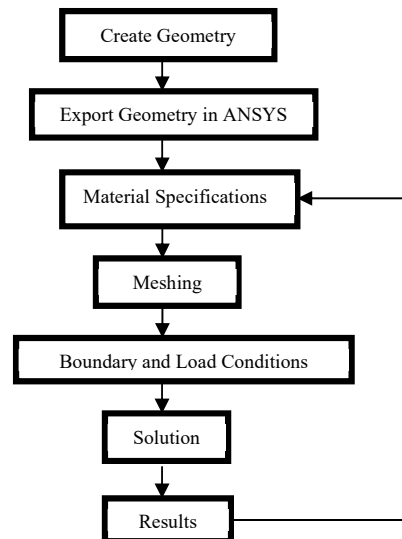 Create Geometry
Export Geometry in ANSYS
Material Specifications
Meshing
Boundary and Load Conditions
Solution
Results